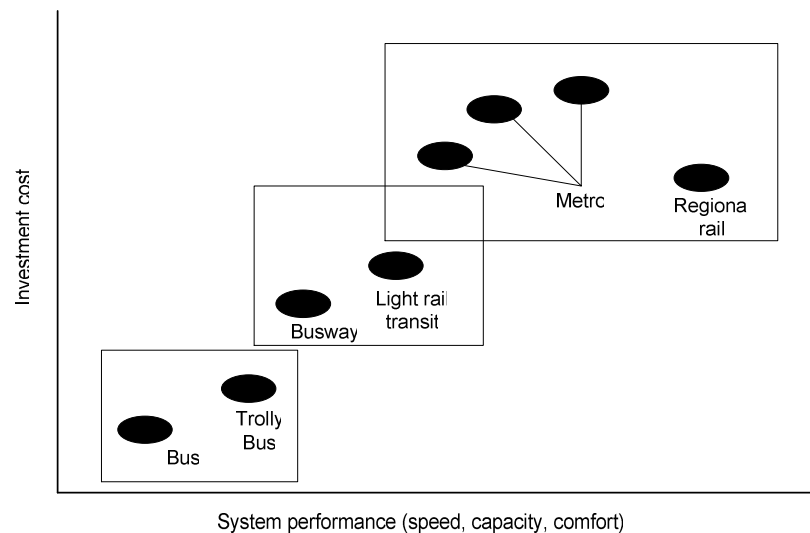 Investment cost
Metro
Regiona
rail
Light rail
transit
Busway
Trolly
Bus
Bus
System performance (speed, capacity, comfort)